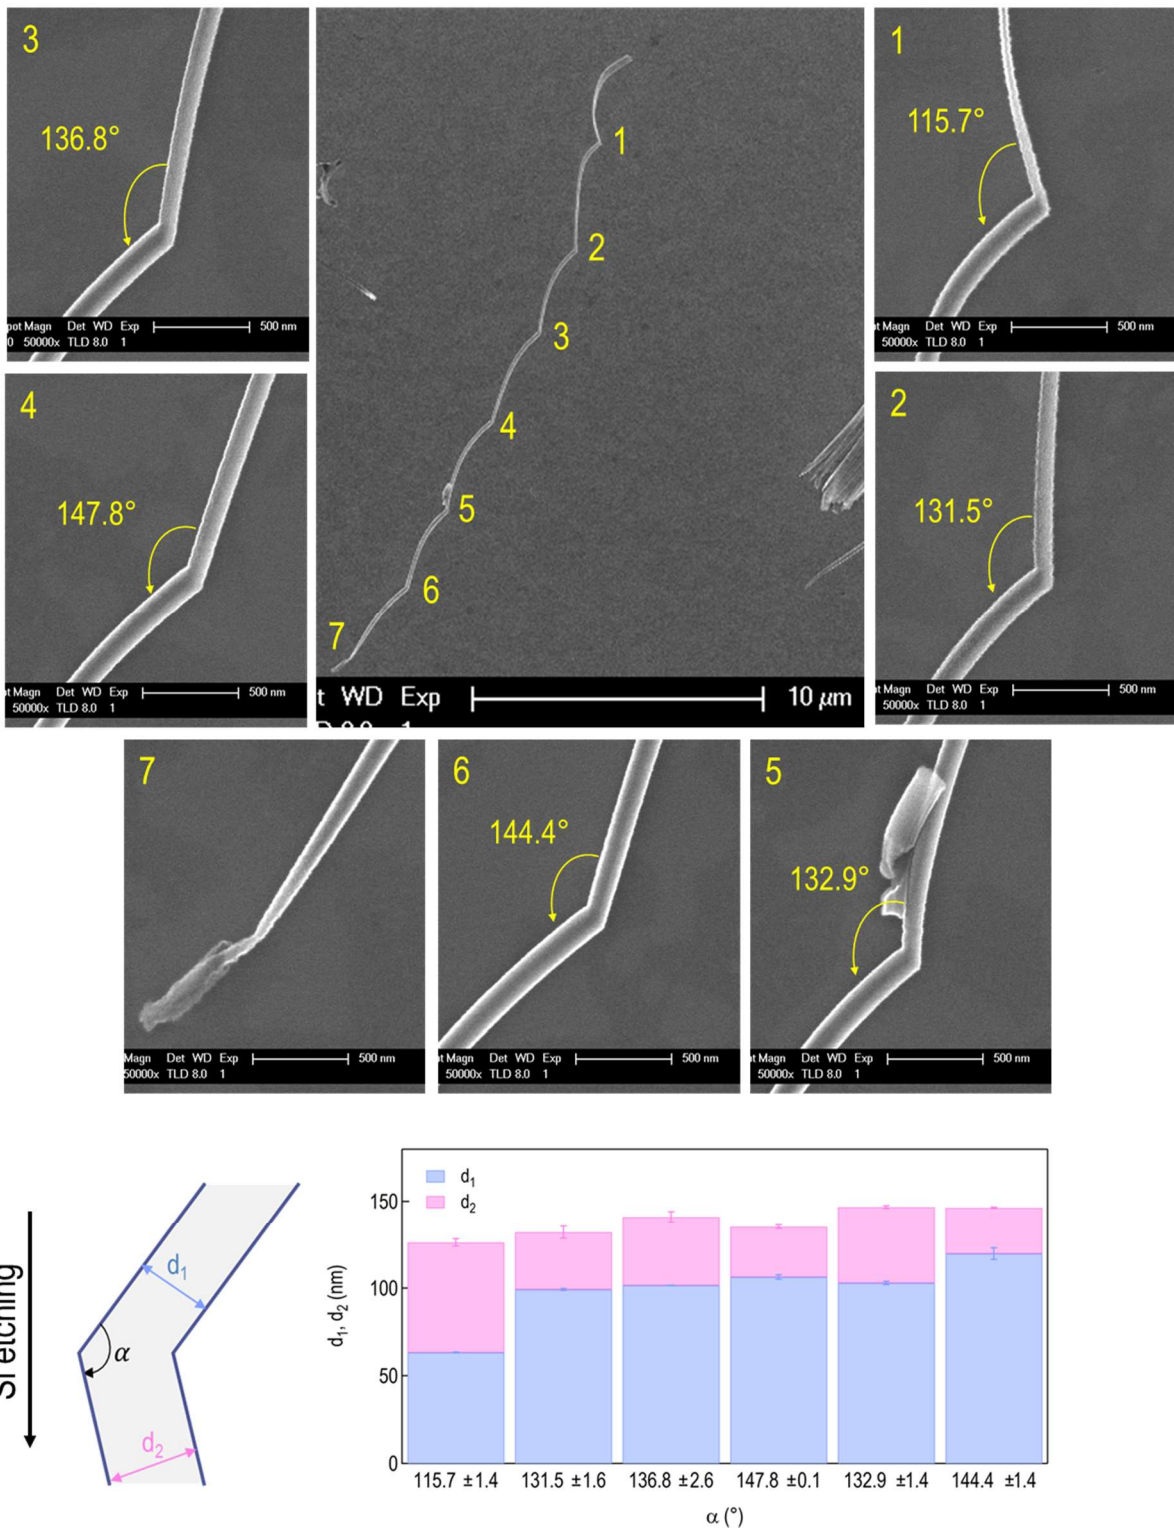 3
136.8°
pot Magn Det WD Exp 500 nm
0 50000x TLD 8.0 1
1
2
3
4
5
6
7
t WD Exp 10 µm
1
115.7°
Magn Det WD Exp 500 nm
50000x TLD 8.0 1
4
147.8°
t Magn Det WD Exp 500 nm
50000x TLD 8.0 1
2
131.5°
t Magn Det WD Exp 500 nm
50000x TLD 8.0 1
7
Magn Det WD Exp 500 nm
50000x TLD 8.0 1
6
144.4°
t Magn Det WD Exp 500 nm
50000x TLD 8.0 1
5
132.9°
t Magn Det WD Exp 500 nm
50000x TLD 8.0 1
etching
d₁
α
d₂
d₁
d₂
d₁, d₂ (nm)
150
100
50
0
115.7 ±1.4 131.5 ±1.6 136.8 ±2.6 147.8 ±0.1 132.9 ±1.4 144.4 ±1.4
α (°)